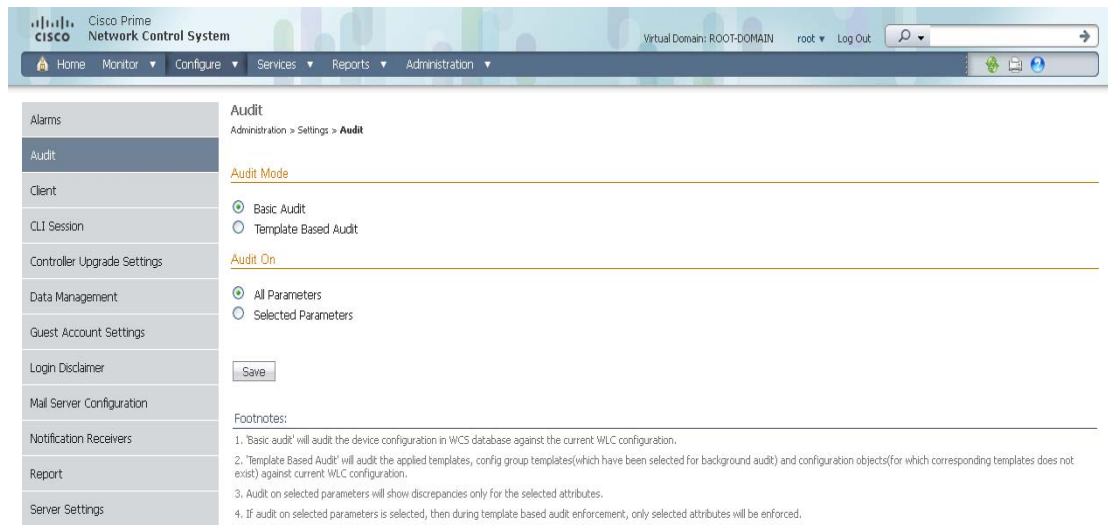 Cisco Prime
CISCO Network Control System
Virtual Domain: ROOT-DOMAIN root ▼ Log Out
Home Monitor ▼ Configure ▼ Services ▼ Reports ▼ Administration ▼
Alarms
Audit
Client
CLI Session
Controller Upgrade Settings
Data Management
Guest Account Settings
Login Disclaimer
Mail Server Configuration
Notification Receivers
Report
Server Settings
Audit
Administration > Settings > Audit
Audit Mode
Basic Audit
Template Based Audit
Audit On
All Parameters
Selected Parameters
Save
Footnotes:
1. 'Basic audit' will audit the device configuration in WCS database against the current WLC configuration.
2. 'Template Based Audit' will audit the applied templates, config group templates(which have been selected for background audit) and configuration objects(for which corresponding templates does not
exist) against current WLC configuration.
3. Audit on selected parameters will show discrepancies only for the selected attributes.
4. If audit on selected parameters is selected, then during template based audit enforcement, only selected attributes will be enforced.